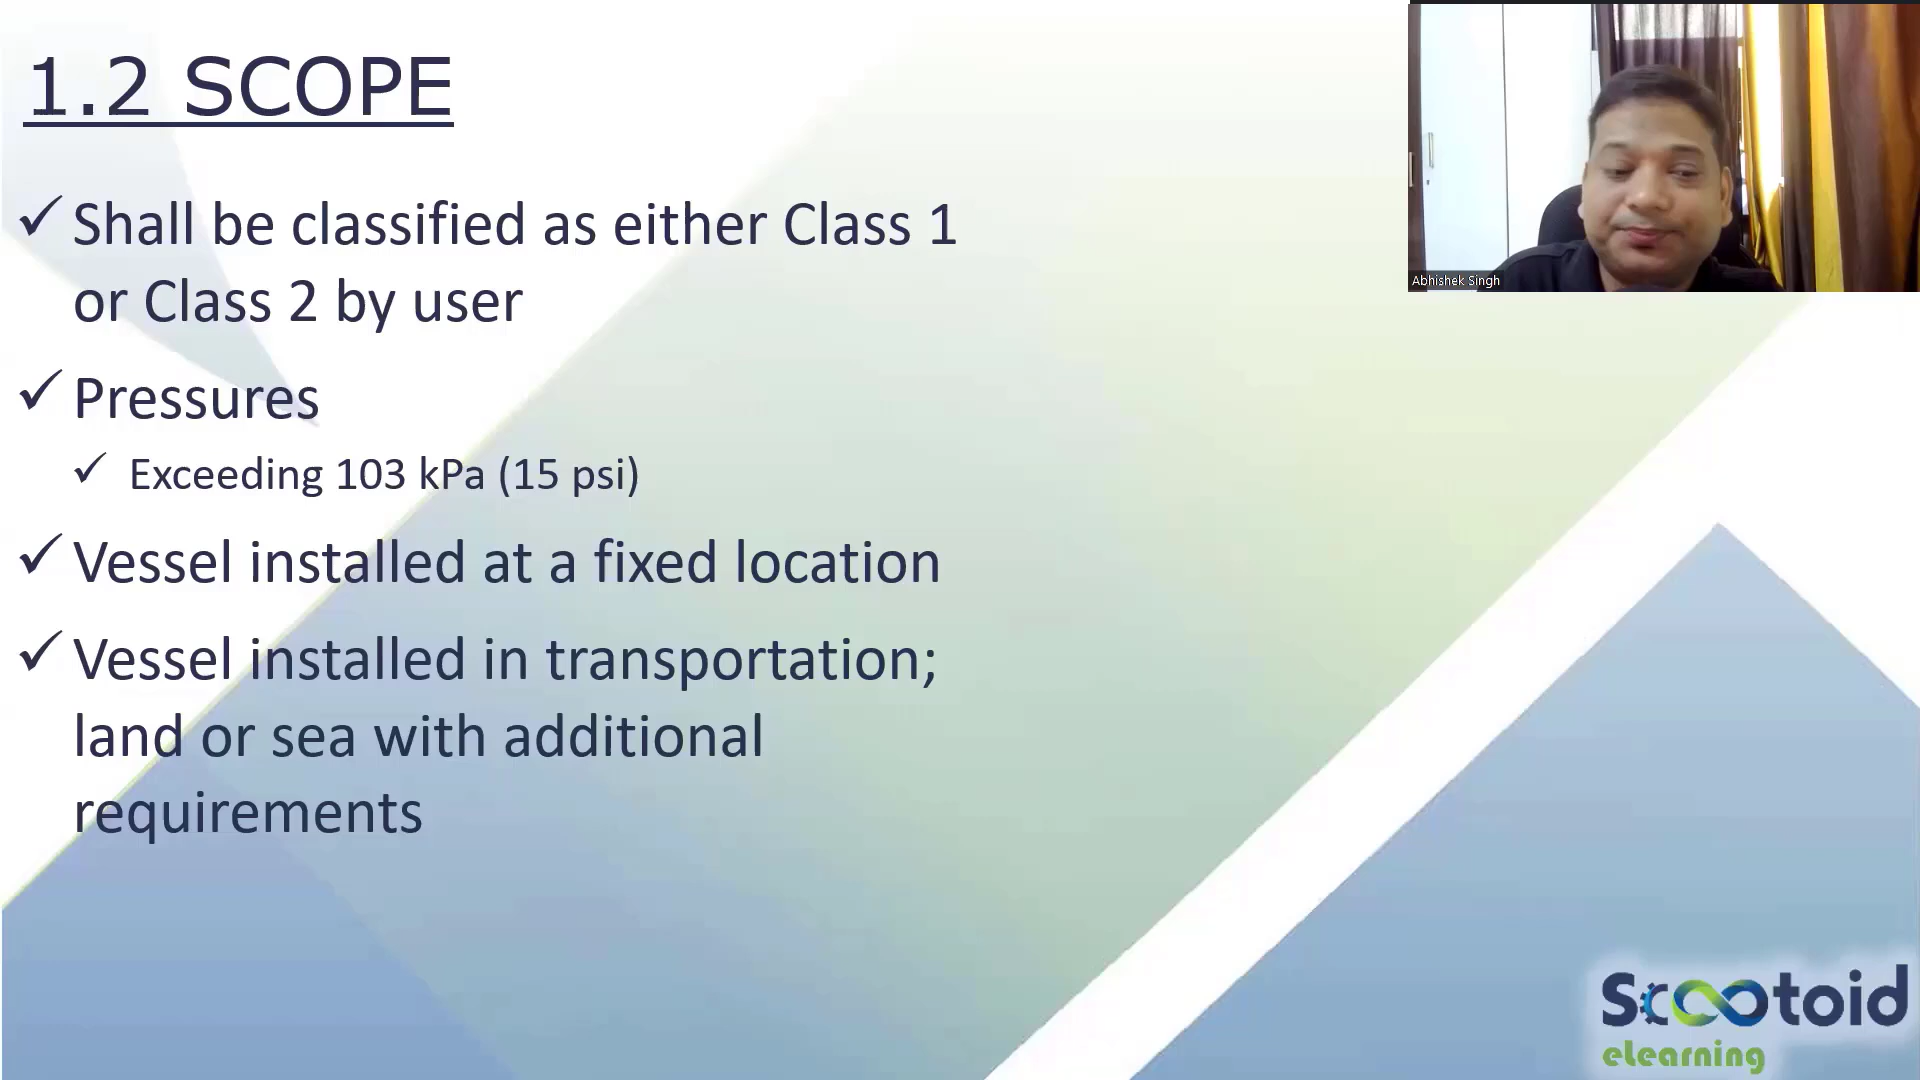 1.2 SCOPE
✓ Shall be classified as either Class 1
or Class 2 by user
✓ Pressures
✓ Exceeding 103 kPa (15 psi)
✓ Vessel installed at a fixed location
✓ Vessel installed in transportation;
land or sea with additional
requirements
Abhishek Singh
Scootoid
elearning